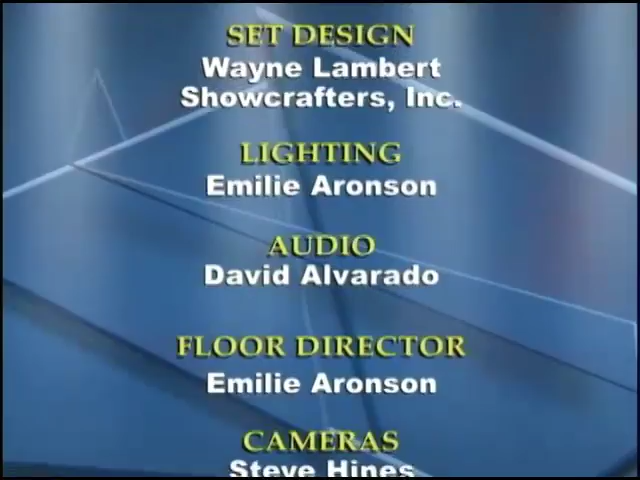 SET DESIGN
Wayne Lambert
Showcrafters, Inc.
LIGHTING
Emilie Aronson
AUDIO
David Alvarado
FLOOR DIRECTOR
Emilie Aronson
CAMERAS
Steve Hines